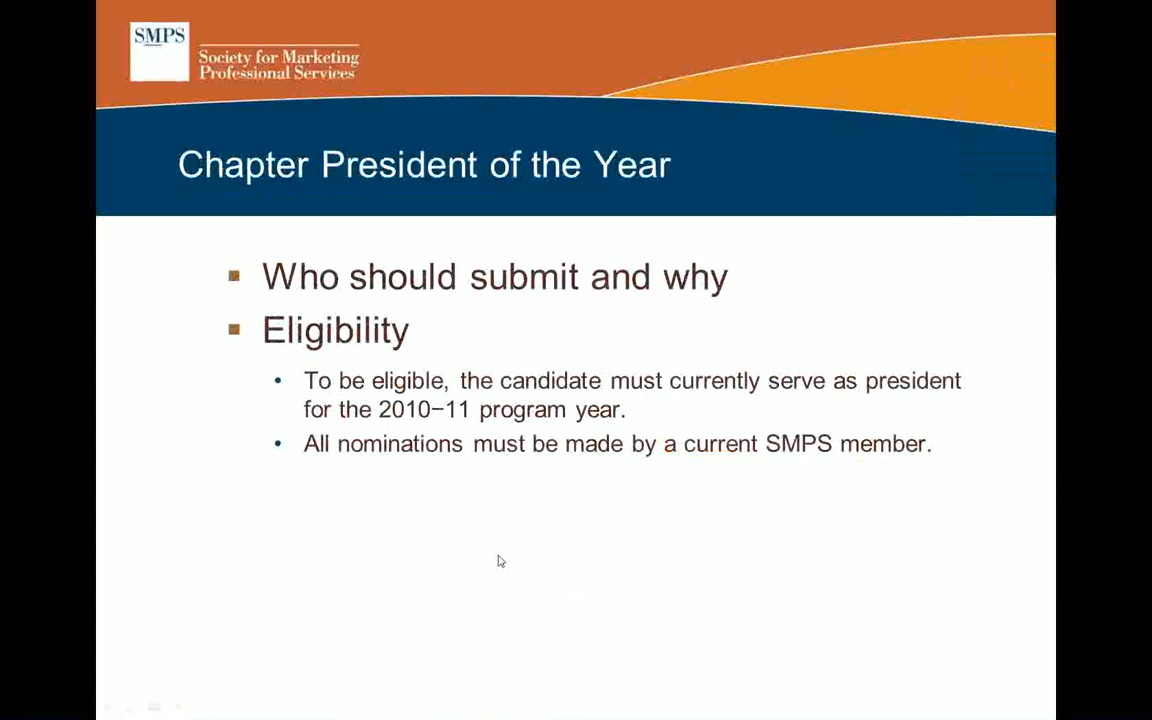 SMPS
Society for Marketing
Professional Services
Chapter President of the Year
Who should submit and why
Eligibility
To be eligible, the candidate must currently serve as president
for the 2010–11 program year.
All nominations must be made by a current SMPS member.